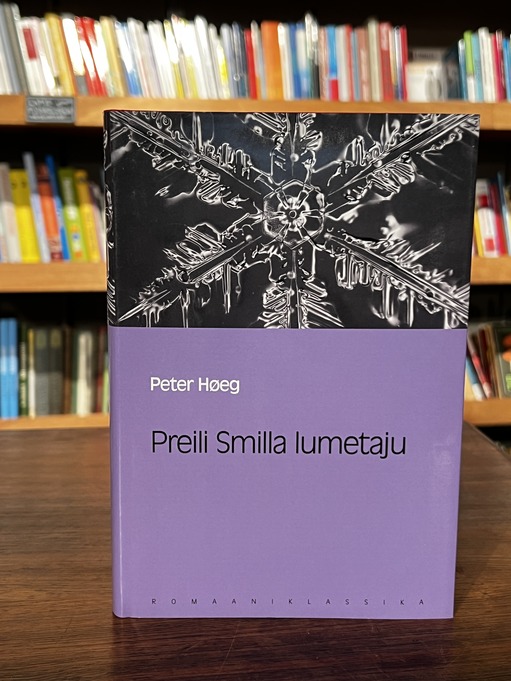 Peter Høeg
Preili Smilla lumetaju
ROMAANIKLASSIKA